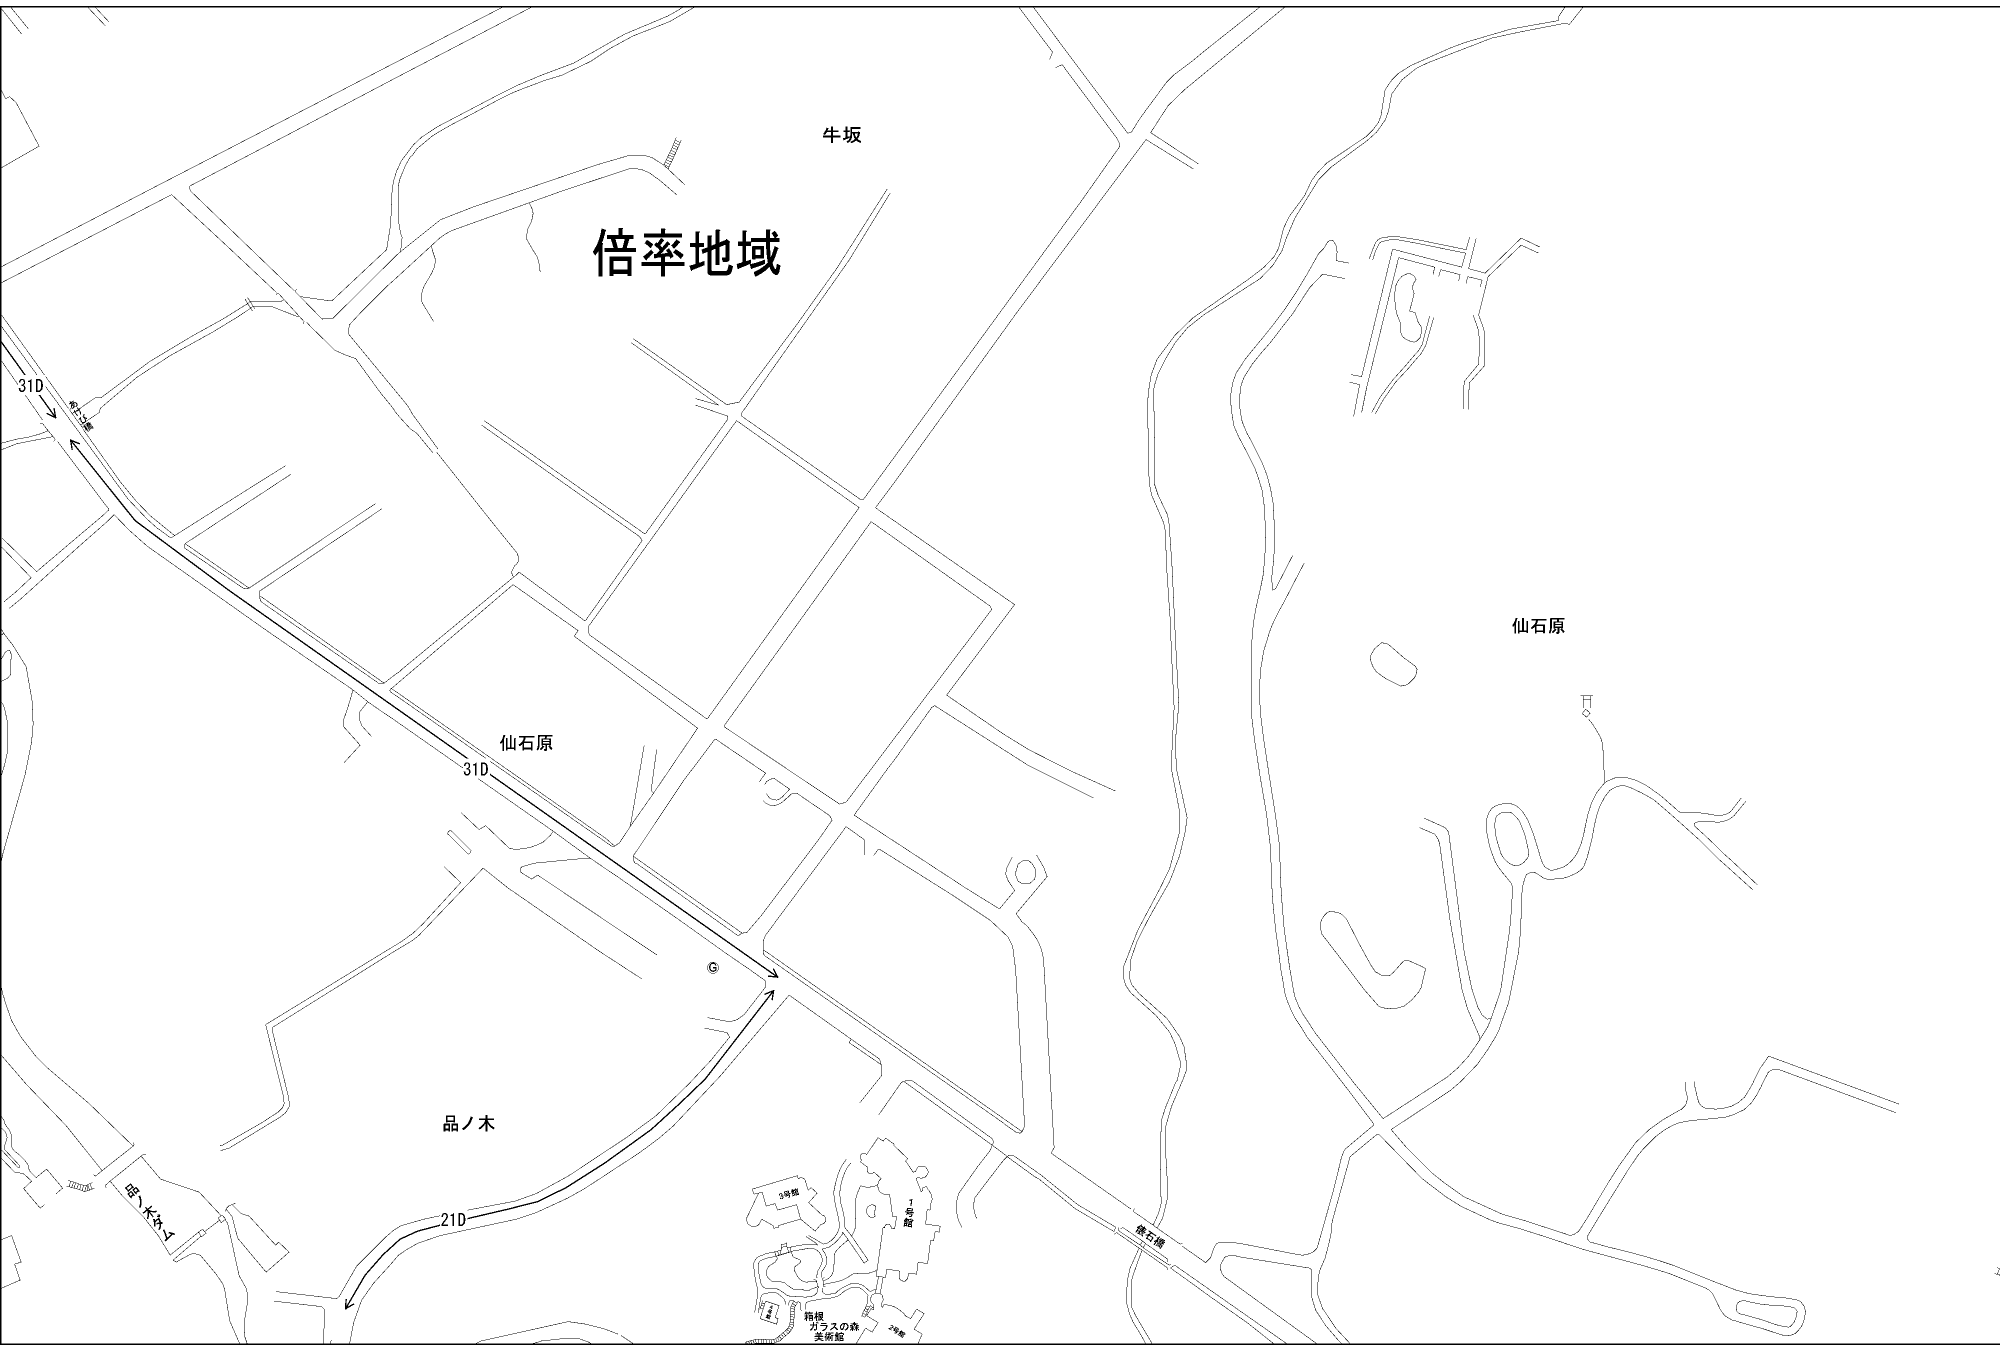 牛坂
倍率地域
31D
仙石原
仙石原
31D
G
品ノ木
品ノ木ダム
21D
3号館
1号館
俵石橋
箱根
ガラスの森
美術館
2号館